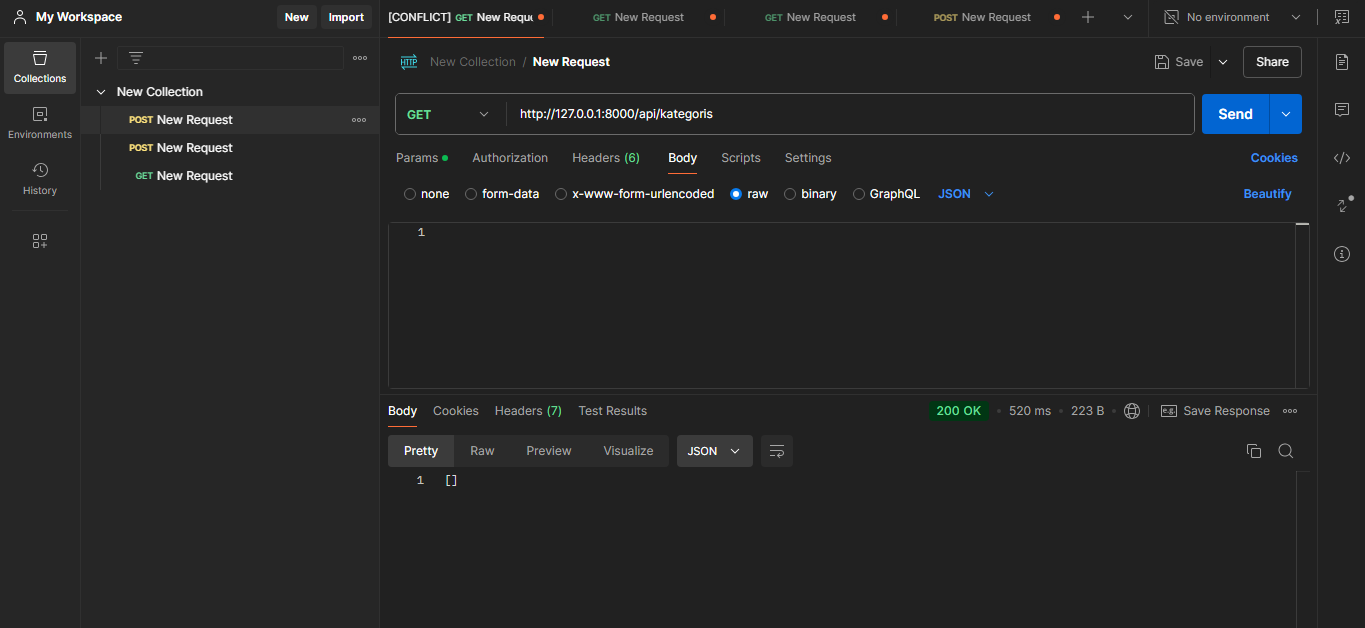 My Workspace
New
Import
[CONFLICT] GET New Requ
GET New Request
GET New Request
POST New Request
No environment
Collections
Environments
History
New Collection
POST New Request
POST New Request
GET New Request
HTTP New Collection / New Request
Save
Share
GET http://127.0.0.1:8000/api/kategoris
Send
Params
Authorization
Headers (6)
Body
Scripts
Settings
Cookies
none
form-data
x-www-form-urlencoded
raw
binary
GraphQL
JSON
Beautify
1
Body
Cookies
Headers (7)
Test Results
200 OK
520 ms
223 B
e.g. Save Response
Pretty
Raw
Preview
Visualize
JSON
1 []